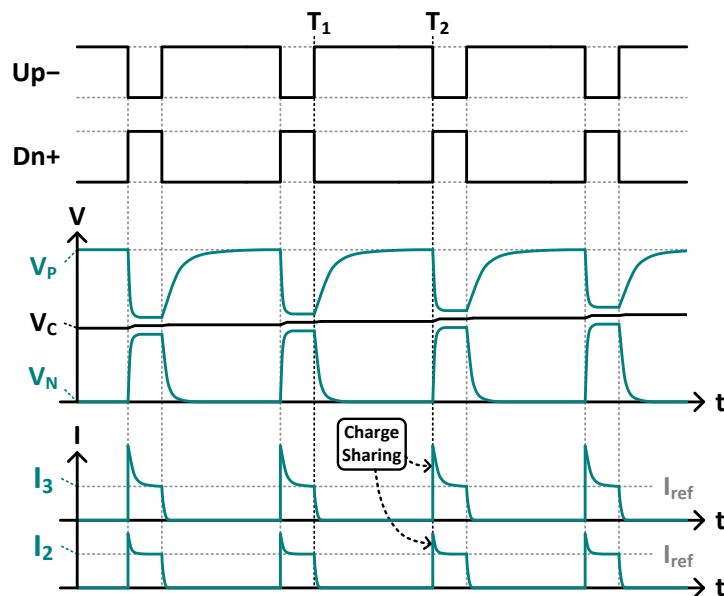 T1 T2
Up−
Dn+
V
VP
VC
VN
t
I
Charge
Sharing
I3
Iref
t
I2
Iref
t